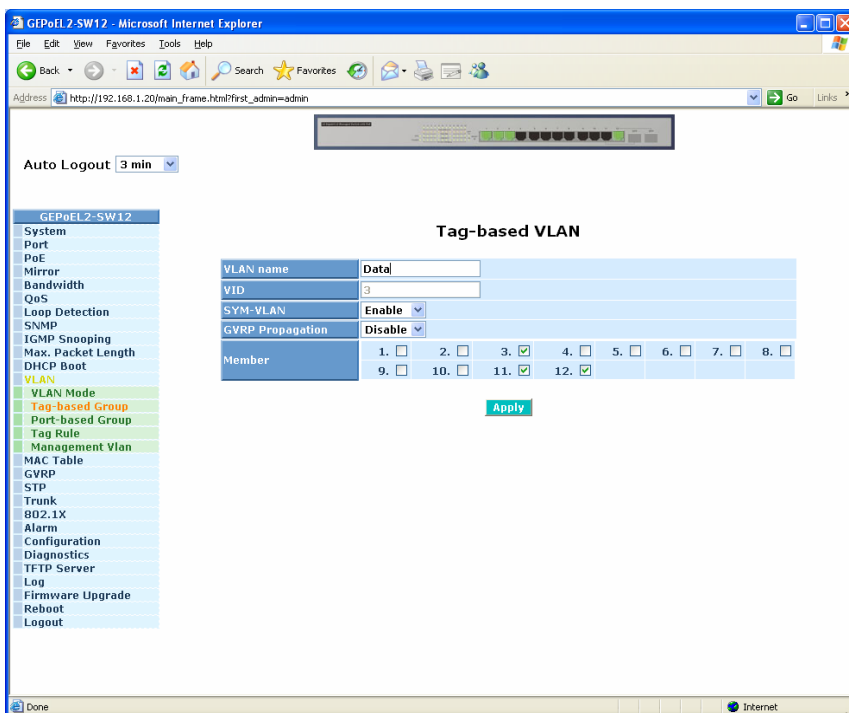 GEPoEL2-SW12 - Microsoft Internet Explorer
File Edit View Favorites Tools Help
Back Search Favorites
Address http://192.168.1.20/main_frame.html?first_admin=admin Go Links
Auto Logout 3 min
GEPoEL2-SW12
System
Port
PoE
Mirror
Bandwidth
QoS
Loop Detection
SNMP
IGMP Snooping
Max. Packet Length
DHCP Boot
VLAN
VLAN Mode
Tag-based Group
Port-based Group
Tag Rule
Management Vlan
MAC Table
GVRP
STP
Trunk
802.1X
Alarm
Configuration
Diagnostics
TFTP Server
Log
Firmware Upgrade
Reboot
Logout
Tag-based VLAN
VLAN name Data
VID 3
SYM-VLAN Enable
GVRP Propagation Disable
Member
1. 2. 3. 4. 5. 6. 7. 8.
9. 10. 11. 12.
Apply
Done Internet